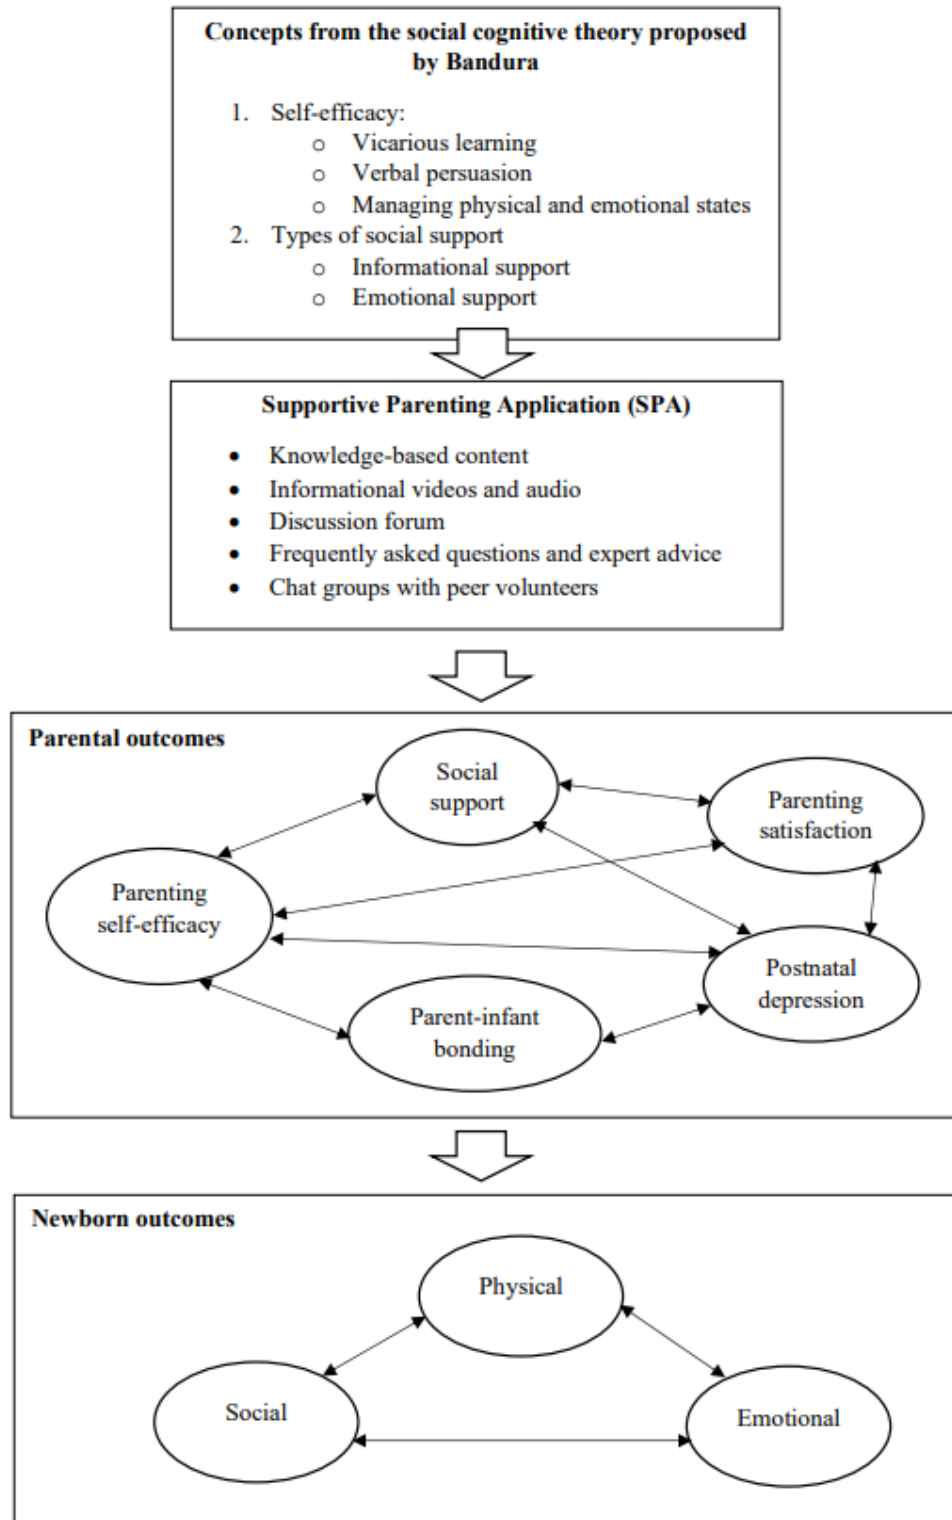 Concepts from the social cognitive theory proposed
by Bandura
1. Self-efficacy:
o Vicarious learning
o Verbal persuasion
o Managing physical and emotional states
2. Types of social support
o Informational support
o Emotional support
Supportive Parenting Application (SPA)
• Knowledge-based content
• Informational videos and audio
• Discussion forum
• Frequently asked questions and expert advice
• Chat groups with peer volunteers
Parental outcomes
Social
support
Parenting
satisfaction
Parenting
self-efficacy
Postnatal
depression
Parent-infant
bonding
Newborn outcomes
Physical
Social
Emotional